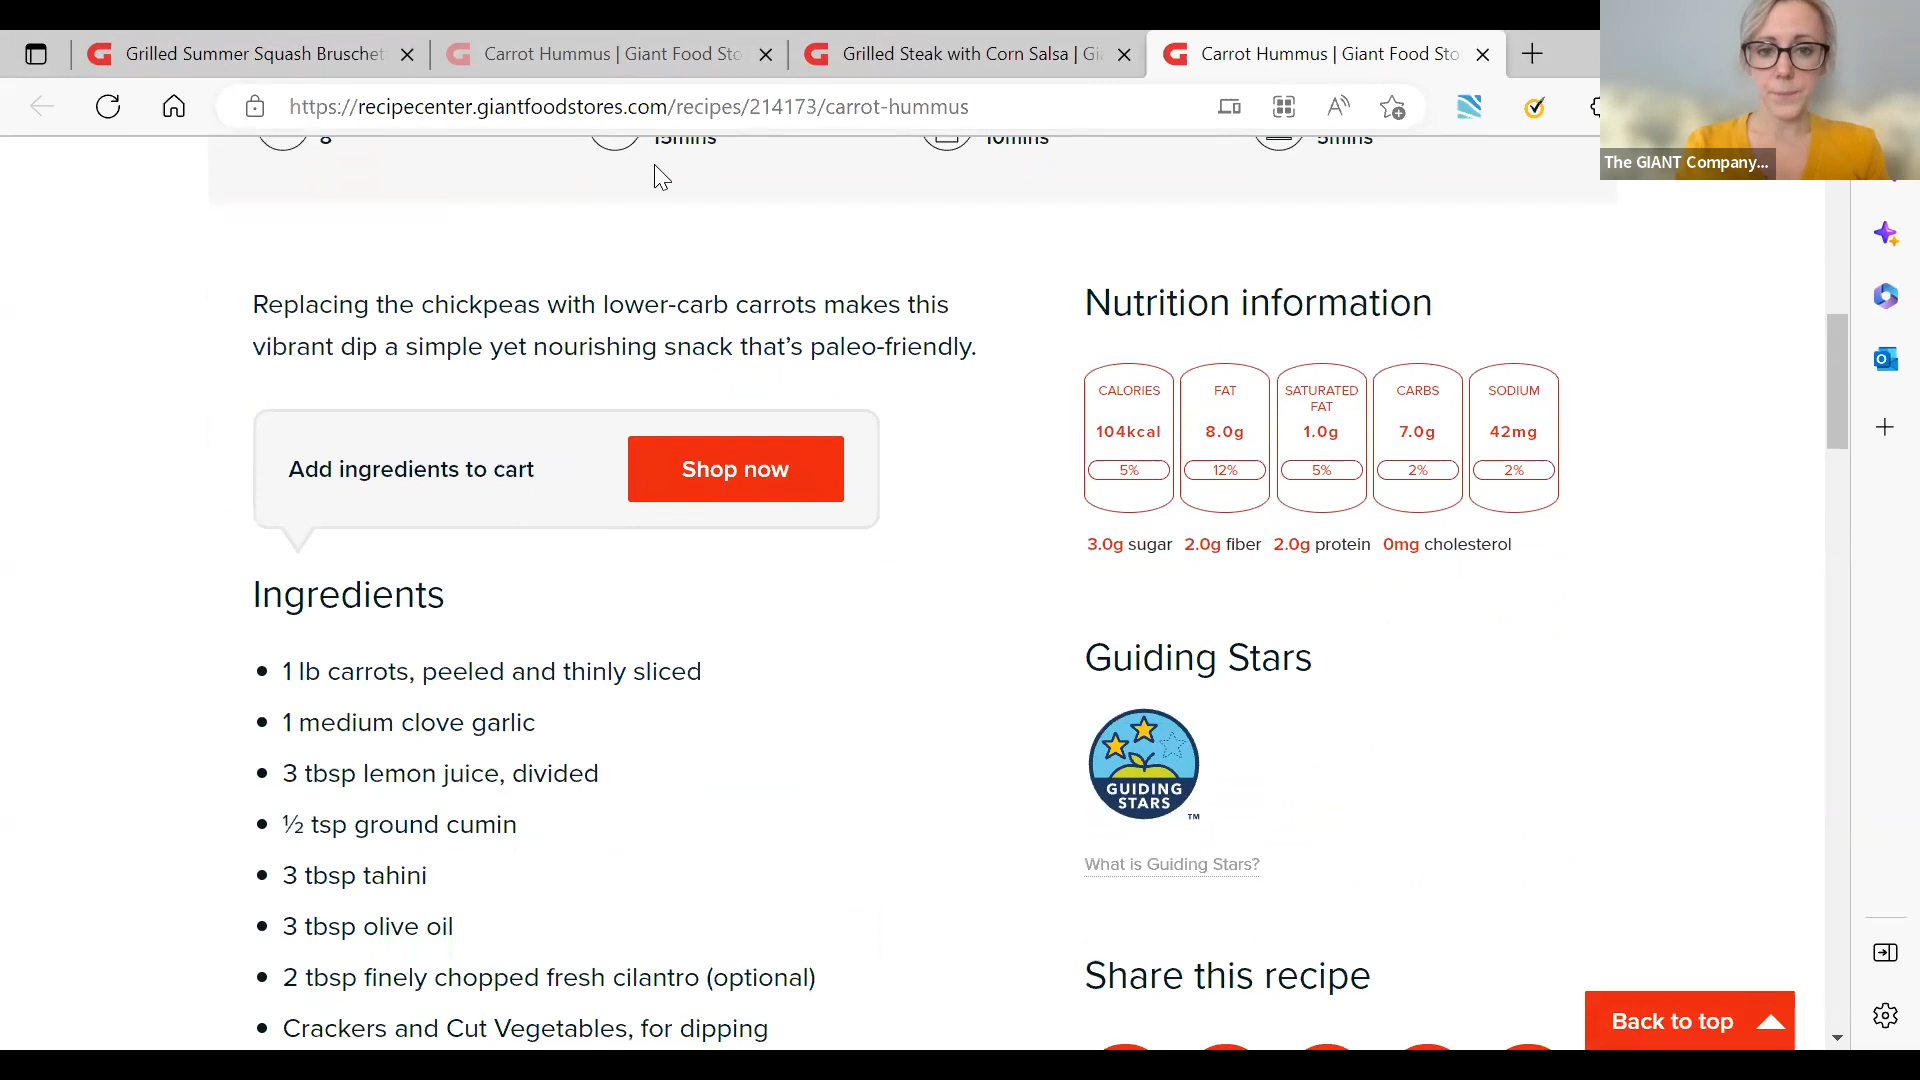 Grilled Summer Squash Bruschet
Carrot Hummus | Giant Food Sto
Grilled Steak with Corn Salsa | Gi
Carrot Hummus | Giant Food Sto
https://recipecenter.giantfoodstores.com/recipes/214173/carrot-hummus
The GIANT Company...
8
15mins
10mins
5mins
Replacing the chickpeas with lower-carb carrots makes this
vibrant dip a simple yet nourishing snack that's paleo-friendly.
Add ingredients to cart
Shop now
Ingredients
1 lb carrots, peeled and thinly sliced
1 medium clove garlic
3 tbsp lemon juice, divided
½ tsp ground cumin
3 tbsp tahini
3 tbsp olive oil
2 tbsp finely chopped fresh cilantro (optional)
Crackers and Cut Vegetables, for dipping
Nutrition information
CALORIES
104kcal
5%
FAT
8.0g
12%
SATURATED
FAT
1.0g
5%
CARBS
7.0g
2%
SODIUM
42mg
2%
3.0g sugar 2.0g fiber 2.0g protein 0mg cholesterol
Guiding Stars
GUIDING
STARS
TM
What is Guiding Stars?
Share this recipe
Back to top